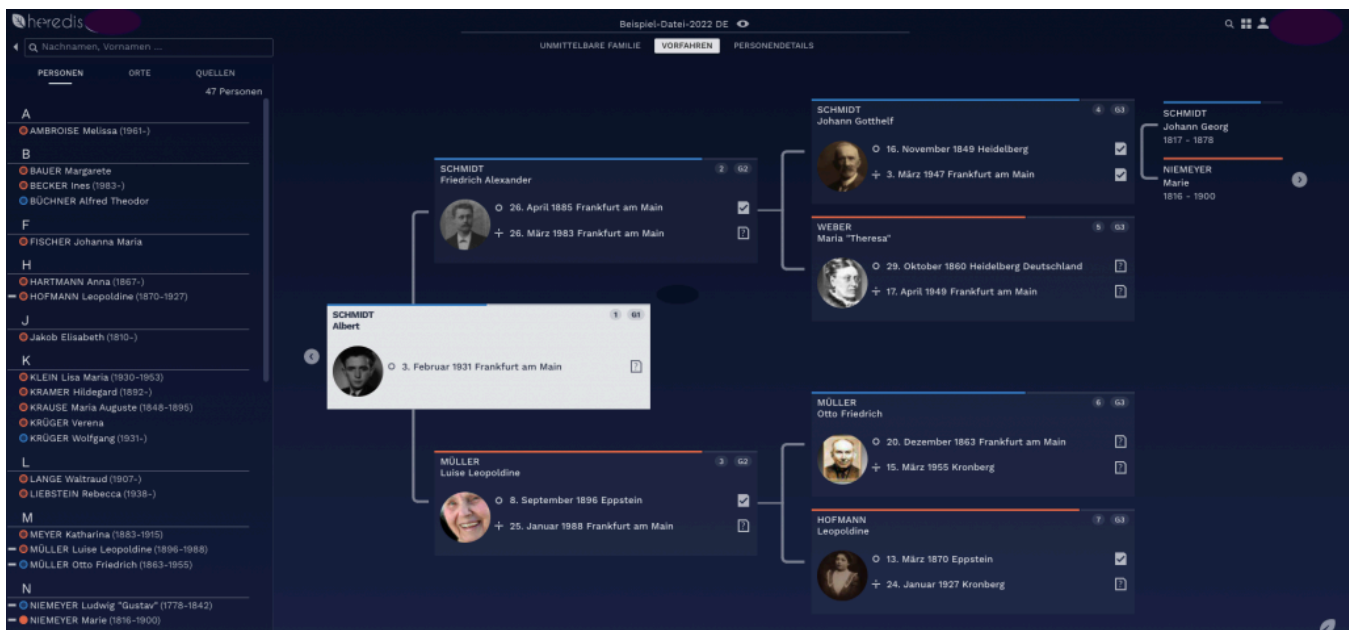 heredis
Beispiel-Datei-2022 DE
Nachnamen, Vornamen ...
UNMITTELBARE FAMILIE VORFAHREN PERSONENDETAILS
PERSONEN ORTE QUELLEN
47 Personen
A
AMBROISE Melissa (1961-)
B
BAUER Margarete
BECKER Ines (1983-)
BÜCHNER Alfred Theodor
F
FISCHER Johanna Maria
H
HARTMANN Anna (1867-)
HOFMANN Leopoldine (1870-1927)
J
Jakob Elisabeth (1810-)
K
KLEIN Lisa Maria (1930-1953)
KRAMER Hildegard (1892-)
KRAUSE Maria Auguste (1848-1895)
KRÜGER Verena
KRÜGER Wolfgang (1931-)
L
LANGE Waltraud (1907-)
LIEBSTEIN Rebecca (1938-)
M
MEYER Katharina (1883-1915)
MÜLLER Luise Leopoldine (1896-1988)
MÜLLER Otto Friedrich (1863-1955)
N
NIEMEYER Ludwig "Gustav" (1778-1842)
NIEMEYER Marie (1816-1900)
SCHMIDT 1 G1
Albert
3. Februar 1931 Frankfurt am Main
SCHMIDT 2 G2
Friedrich Alexander
26. April 1885 Frankfurt am Main
26. März 1983 Frankfurt am Main
MÜLLER 3 G2
Luise Leopoldine
8. September 1896 Eppstein
25. Januar 1988 Frankfurt am Main
SCHMIDT 4 G3
Johann Gotthelf
16. November 1849 Heidelberg
3. März 1947 Frankfurt am Main
WEBER 5 G3
Maria "Theresa"
29. Oktober 1860 Heidelberg Deutschland
17. April 1949 Frankfurt am Main
MÜLLER 6 G3
Otto Friedrich
20. Dezember 1863 Frankfurt am Main
15. März 1955 Kronberg
HOFMANN 7 G3
Leopoldine
13. März 1870 Eppstein
24. Januar 1927 Kronberg
SCHMIDT
Johann Georg
1817 - 1878
NIEMEYER
Marie
1816 - 1900